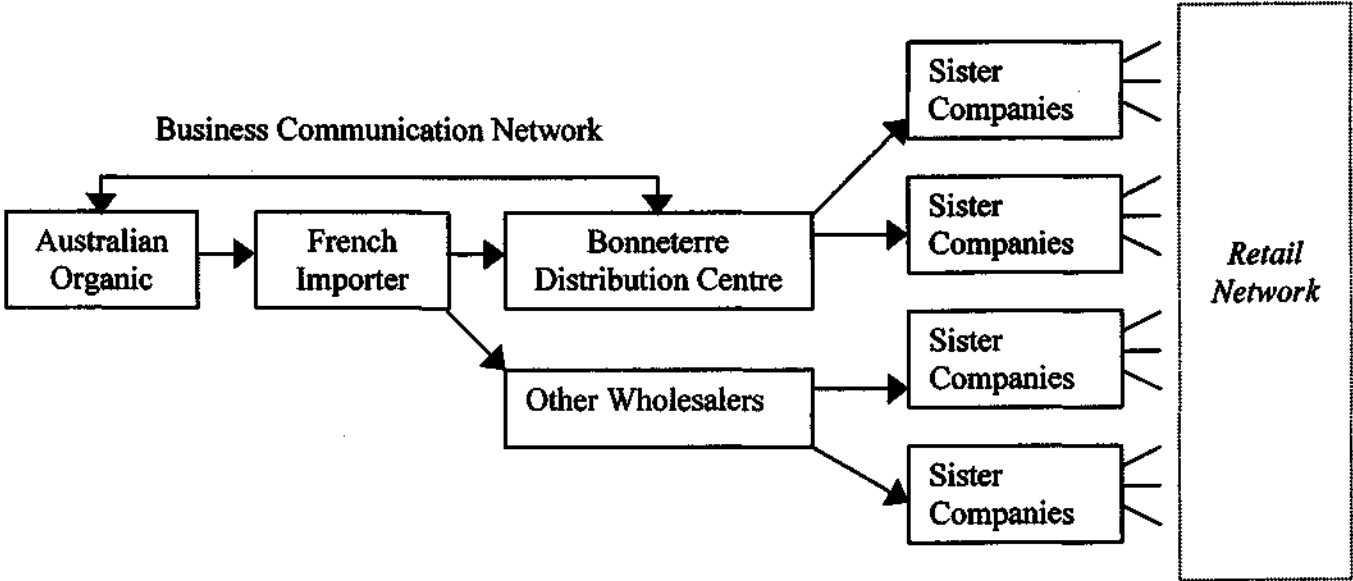 Business Communication Network
Australian
Organic
French
Importer
Bonneterre
Distribution Centre
Other Wholesalers
Sister
Companies
Sister
Companies
Sister
Companies
Sister
Companies
Retail
Network